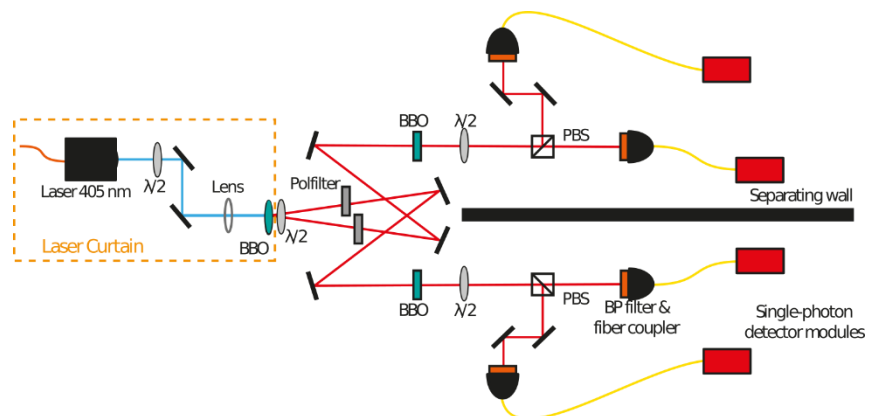 BBO
λ/2
PBS
Laser 405 nm
λ/2
Lens
Polfilter
Separating wall
Laser Curtain
BBO
λ/2
BBO
λ/2
PBS
BP filter &
fiber coupler
Single-photon
detector modules